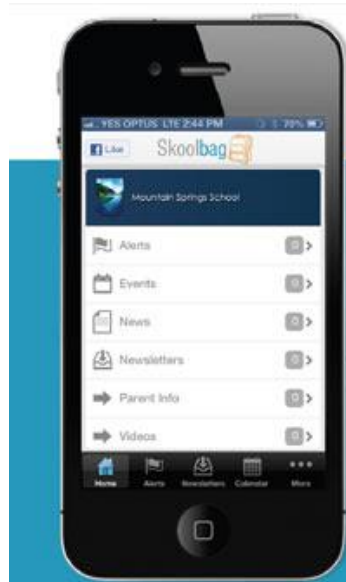 YES OPTUS LTE 2:44 PM 70%
Like Skoolbag
Mountain Springs School
Alerts 0
Events 0
News 0
Newsletters 0
Parent Info 0
Videos 0
Home Alerts Newsletters Calendar More